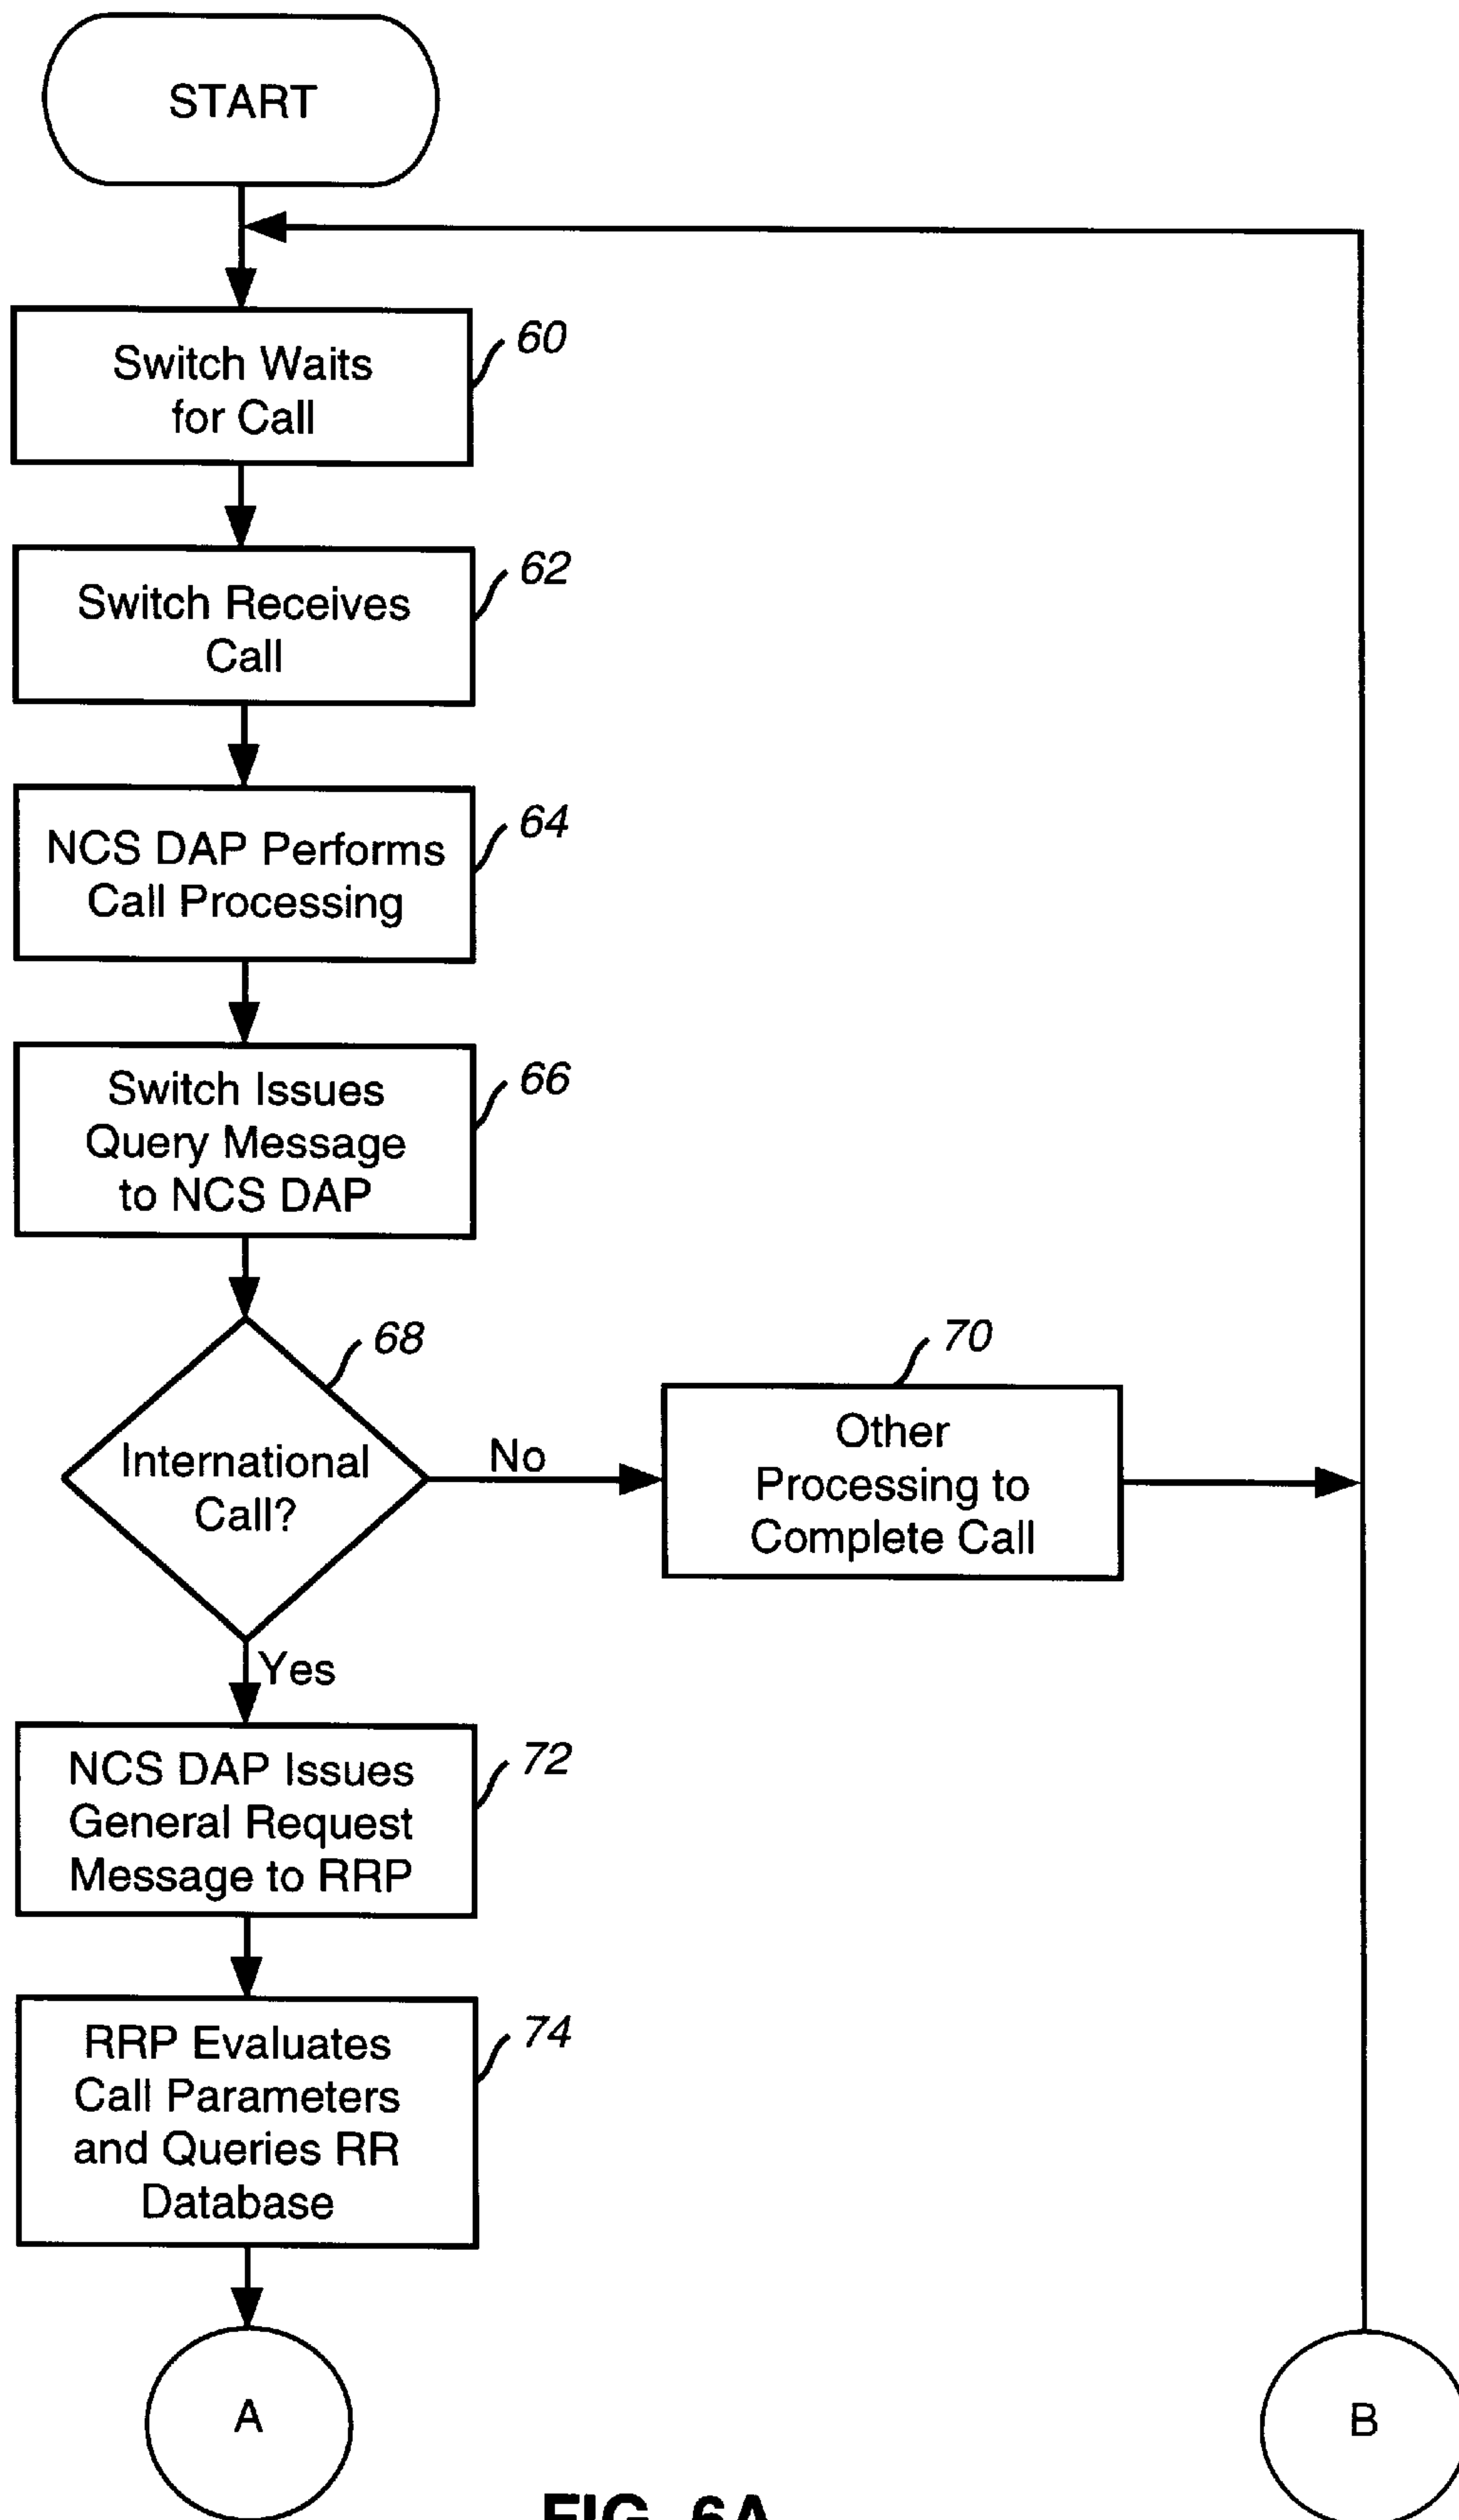 START
60
Switch Waits
for Call
62
Switch Receives
Call
64
NCS DAP Performs
Call Processing
66
Switch Issues
Query Message
to NCS DAP
68
International
Call?
No
70
Other
Processing to
Complete Call
Yes
72
NCS DAP Issues
General Request
Message to RRP
74
RRP Evaluates
Call Parameters
and Queries RR
Database
A
B
FIG. 6A